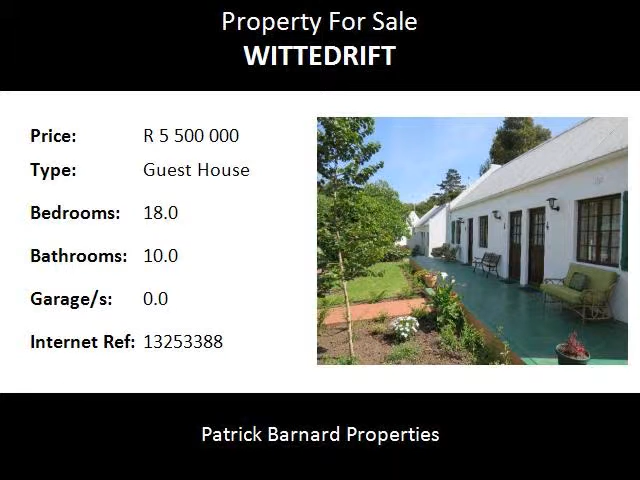 Property For Sale
WITTEDRIFT
Price: R 5 500 000
Type: Guest House
Bedrooms: 18.0
Bathrooms: 10.0
Garage/s: 0.0
Internet Ref: 13253388
Patrick Barnard Properties